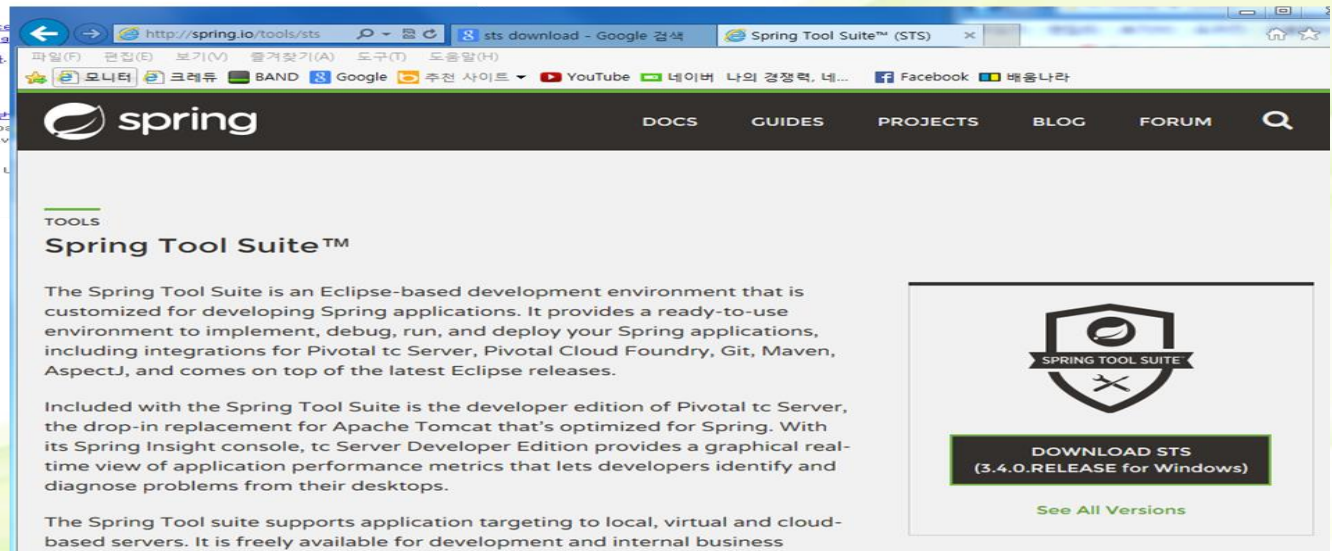 http://spring.io/tools/sts
sts download - Google 검색
Spring Tool Suite™ (STS)
파일(F) 편집(E) 보기(V) 즐겨찾기(A) 도구(T) 도움말(H)
모니터 크레듀 BAND Google 추천 사이트 YouTube 네이버 나의 경쟁력, 네... Facebook 배움나라
spring
DOCS GUIDES PROJECTS BLOG FORUM
TOOLS
Spring Tool Suite™
The Spring Tool Suite is an Eclipse-based development environment that is
customized for developing Spring applications. It provides a ready-to-use
environment to implement, debug, run, and deploy your Spring applications,
including integrations for Pivotal tc Server, Pivotal Cloud Foundry, Git, Maven,
AspectJ, and comes on top of the latest Eclipse releases.
Included with the Spring Tool Suite is the developer edition of Pivotal tc Server,
the drop-in replacement for Apache Tomcat that's optimized for Spring. With
its Spring Insight console, tc Server Developer Edition provides a graphical real-
time view of application performance metrics that lets developers identify and
diagnose problems from their desktops.
The Spring Tool suite supports application targeting to local, virtual and cloud-
based servers. It is freely available for development and internal business
SPRING TOOL SUITE
DOWNLOAD STS
(3.4.0.RELEASE for Windows)
See All Versions